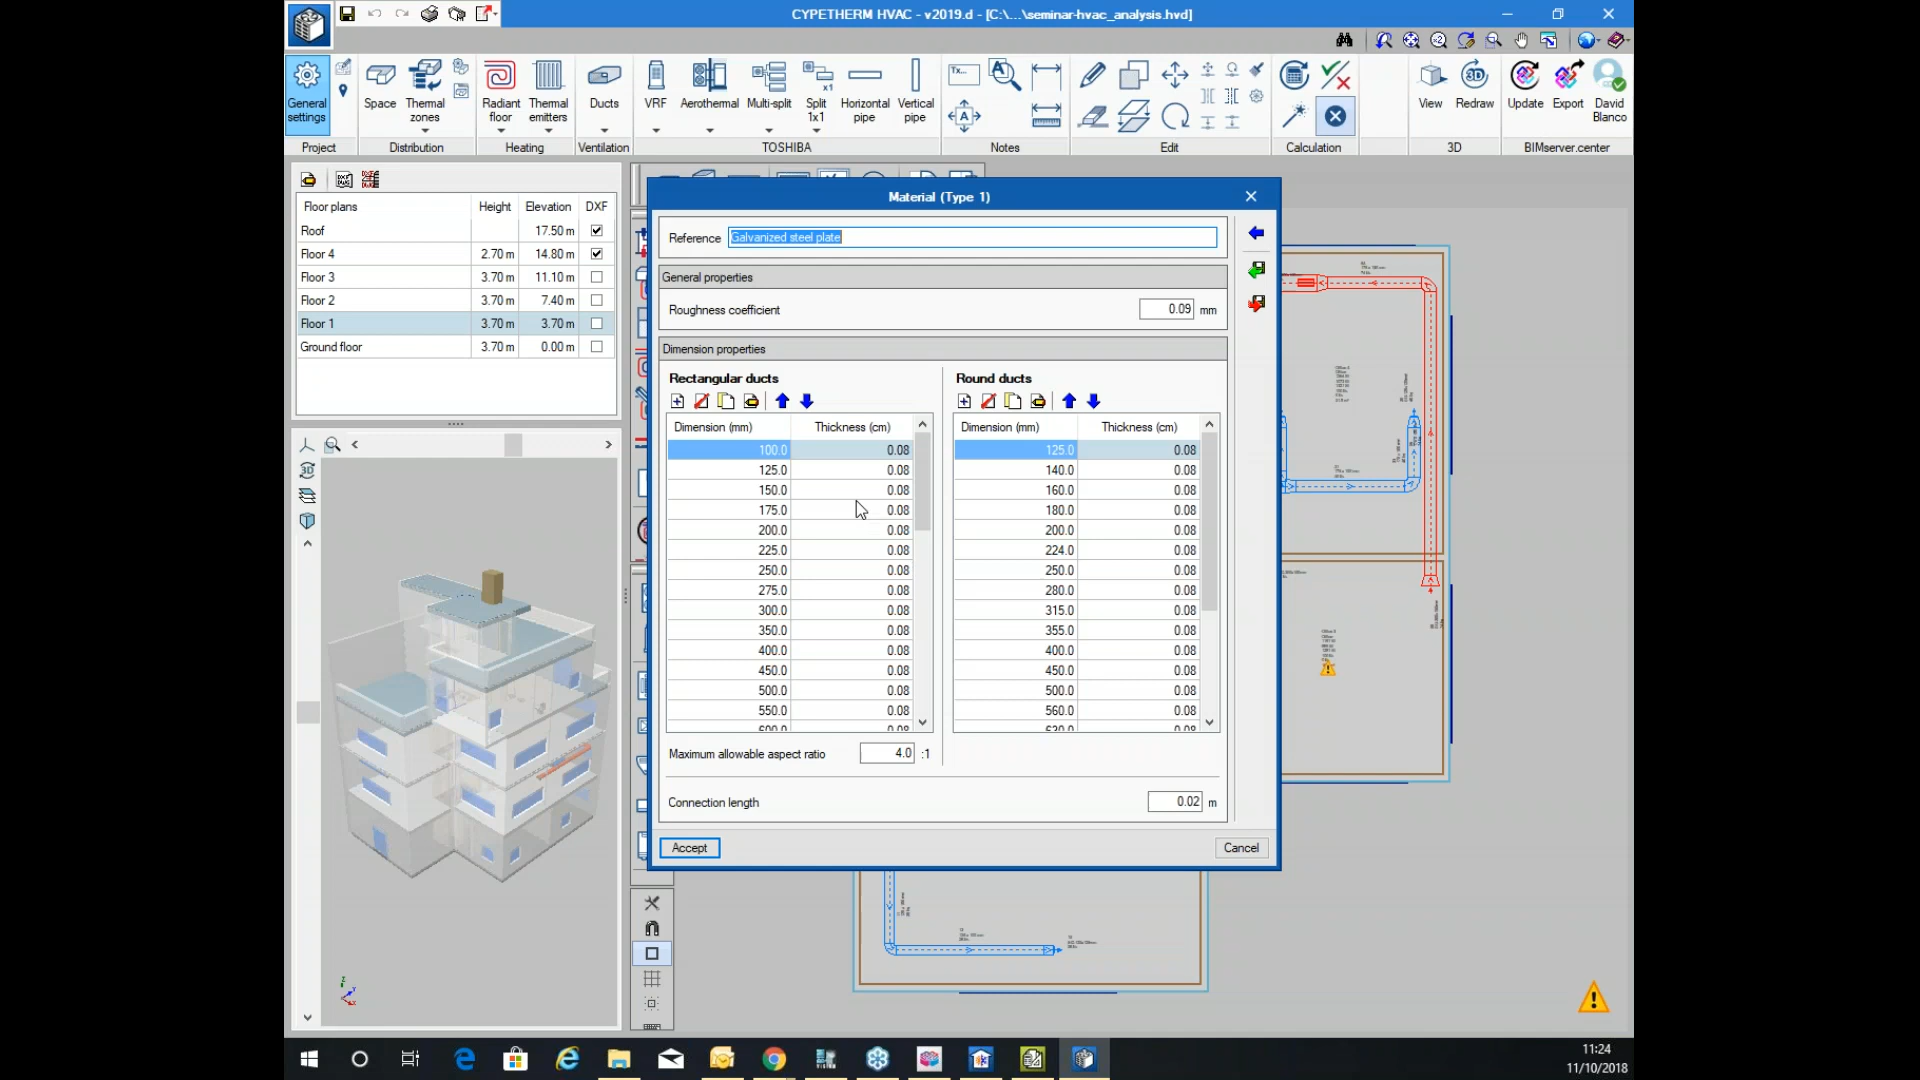 CYPETHERM HVAC - v2019.d - [C:\...\seminar-hvac_analysis.hvd]
General settings
Space
Thermal zones
Radiant floor
Thermal emitters
Ducts
VRF
Aerothermal
Multi-split
Split 1x1
Horizontal pipe
Vertical pipe
View
Redraw
Update
Export
David Blanco
Project
Distribution
Heating
Ventilation
TOSHIBA
Notes
Edit
Calculation
3D
BIMserver.center
Floor plans Height Elevation DXF
Roof 17.50 m
Floor 4 2.70 m 14.80 m
Floor 3 3.70 m 11.10 m
Floor 2 3.70 m 7.40 m
Floor 1 3.70 m 3.70 m
Ground floor 3.70 m 0.00 m
Material (Type 1)
Reference Galvanized steel plate
General properties
Roughness coefficient 0.09 mm
Dimension properties
Rectangular ducts
Dimension (mm) Thickness (cm)
100.0 0.08
125.0 0.08
150.0 0.08
175.0 0.08
200.0 0.08
225.0 0.08
250.0 0.08
275.0 0.08
300.0 0.08
350.0 0.08
400.0 0.08
450.0 0.08
500.0 0.08
550.0 0.08
600.0 0.08
Maximum allowable aspect ratio 4.0 :1
Round ducts
Dimension (mm) Thickness (cm)
125.0 0.08
140.0 0.08
160.0 0.08
180.0 0.08
200.0 0.08
224.0 0.08
250.0 0.08
280.0 0.08
315.0 0.08
355.0 0.08
400.0 0.08
450.0 0.08
500.0 0.08
560.0 0.08
630.0 0.08
Connection length 0.02 m
Accept
Cancel
11:24
11/10/2018